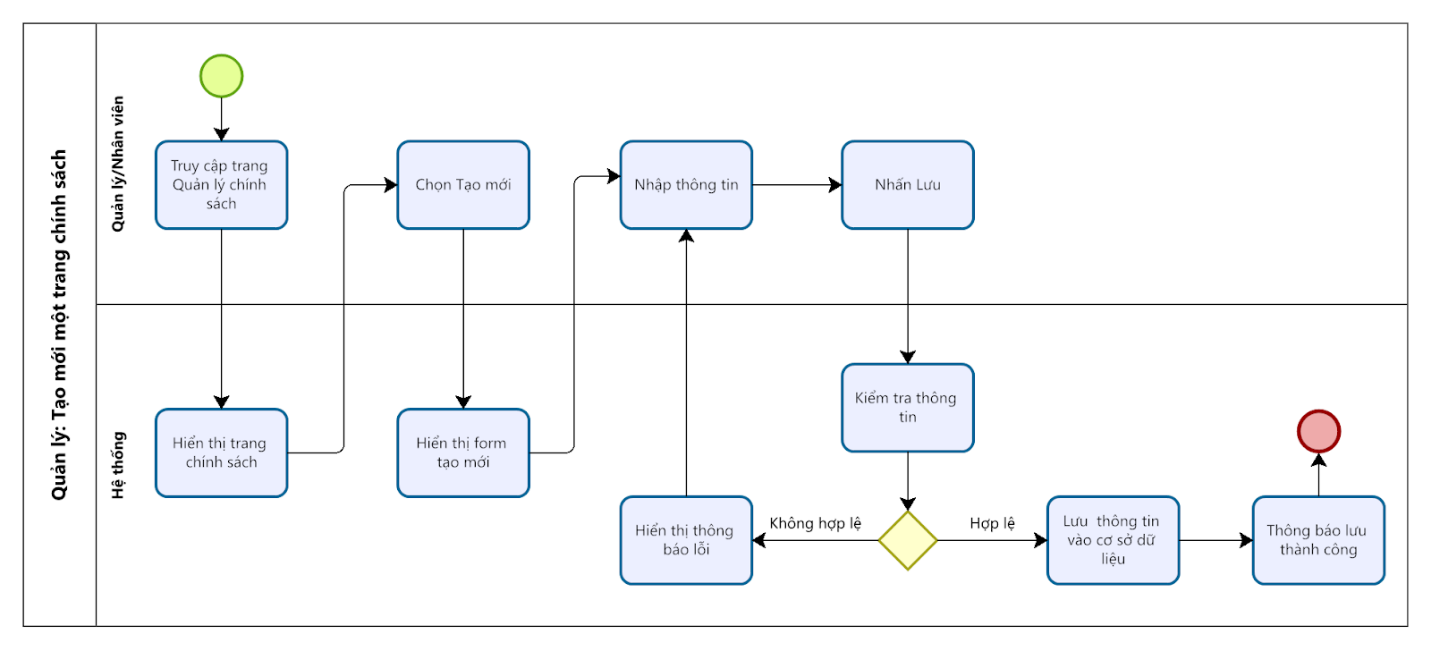 Quản lý: Tạo mới một trang chính sách
Quản lý/Nhân viên
Truy cập trang
Quản lý chính
sách
Chọn Tạo mới
Nhập thông tin
Nhấn Lưu
Hệ thống
Hiển thị trang
chính sách
Hiển thị form
tạo mới
Kiểm tra thông
tin
Hiển thị thông
báo lỗi
Không hợp lệ
Hợp lệ
Lưu thông tin
vào cơ sở dữ
liệu
Thông báo lưu
thành công